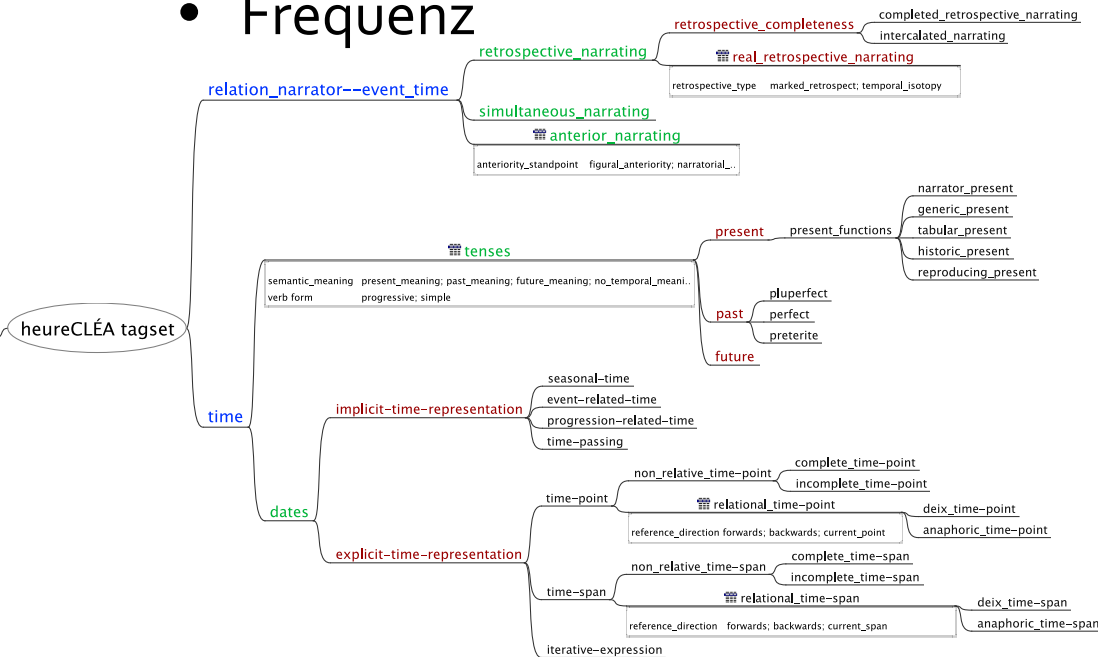 • Frequenz
heureCLÉA tagset
relation_narrator--event_time
retrospective_narrating
retrospective_completeness
completed_retrospective_narrating
intercalated_narrating
real_retrospective_narrating
retrospective_type marked_retrospect; temporal_isotopy
simultaneous_narrating
anterior_narrating
anteriority_standpoint figural_anteriority; narratorial_..
time
tenses
semantic_meaning present_meaning; past_meaning; future_meaning; no_temporal_meani..
verb form progressive; simple
present
present_functions
narrator_present
generic_present
tabular_present
historic_present
reproducing_present
past
pluperfect
perfect
preterite
future
dates
implicit-time-representation
seasonal-time
event-related-time
progression-related-time
time-passing
explicit-time-representation
time-point
non_relative_time-point
complete_time-point
incomplete_time-point
relational_time-point
reference_direction forwards; backwards; current_point
deix_time-point
anaphoric_time-point
time-span
non_relative_time-span
complete_time-span
incomplete_time-span
relational_time-span
reference_direction forwards; backwards; current_span
deix_time-span
anaphoric_time-span
iterative-expression